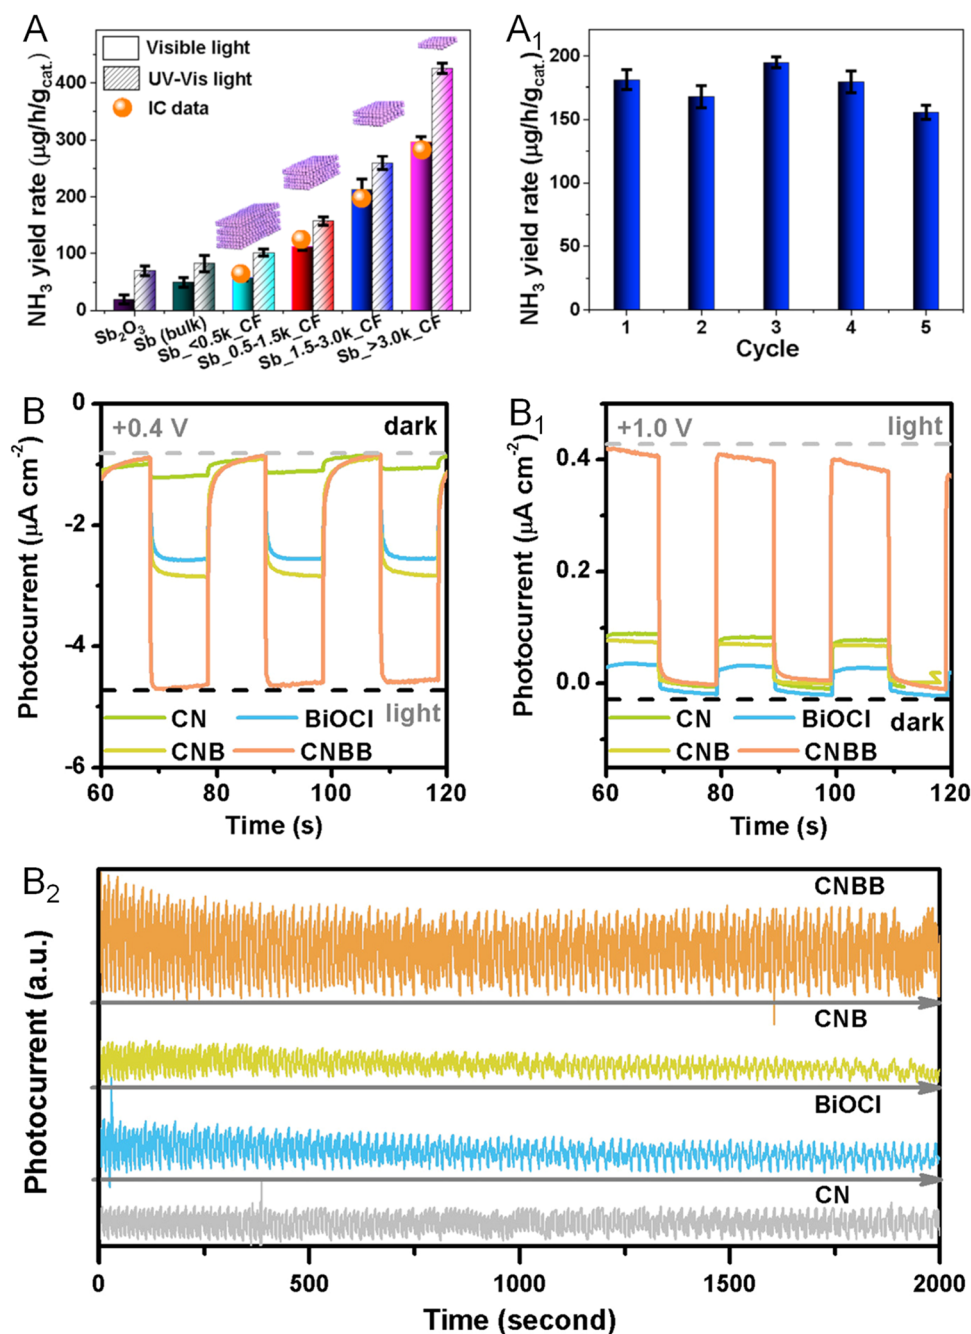 A
NH3 yield rate (μg/h/gcat.)
Visible light
UV-Vis light
IC data
400
300
200
100
0
Sb2O3
Sb (bulk)
Sb_<0.5k_CF
Sb_0.5-1.5k_CF
Sb_1.5-3.0k_CF
Sb_>3.0k_CF
A1
NH3 yield rate (μg/h/gcat.)
200
150
100
50
0
1 2 3 4 5
Cycle
B
Photocurrent (μA cm-2)
0
-2
-4
-6
+0.4 V
dark
light
CN BiOCl
CNB CNBB
60 80 100 120
Time (s)
B1
Photocurrent (μA cm-2)
0.4
0.2
0.0
+1.0 V
light
dark
CN BiOCl
CNB CNBB
60 80 100 120
Time (s)
B2
Photocurrent (a.u.)
CNBB
CNB
BiOCl
CN
0 500 1000 1500 2000
Time (second)